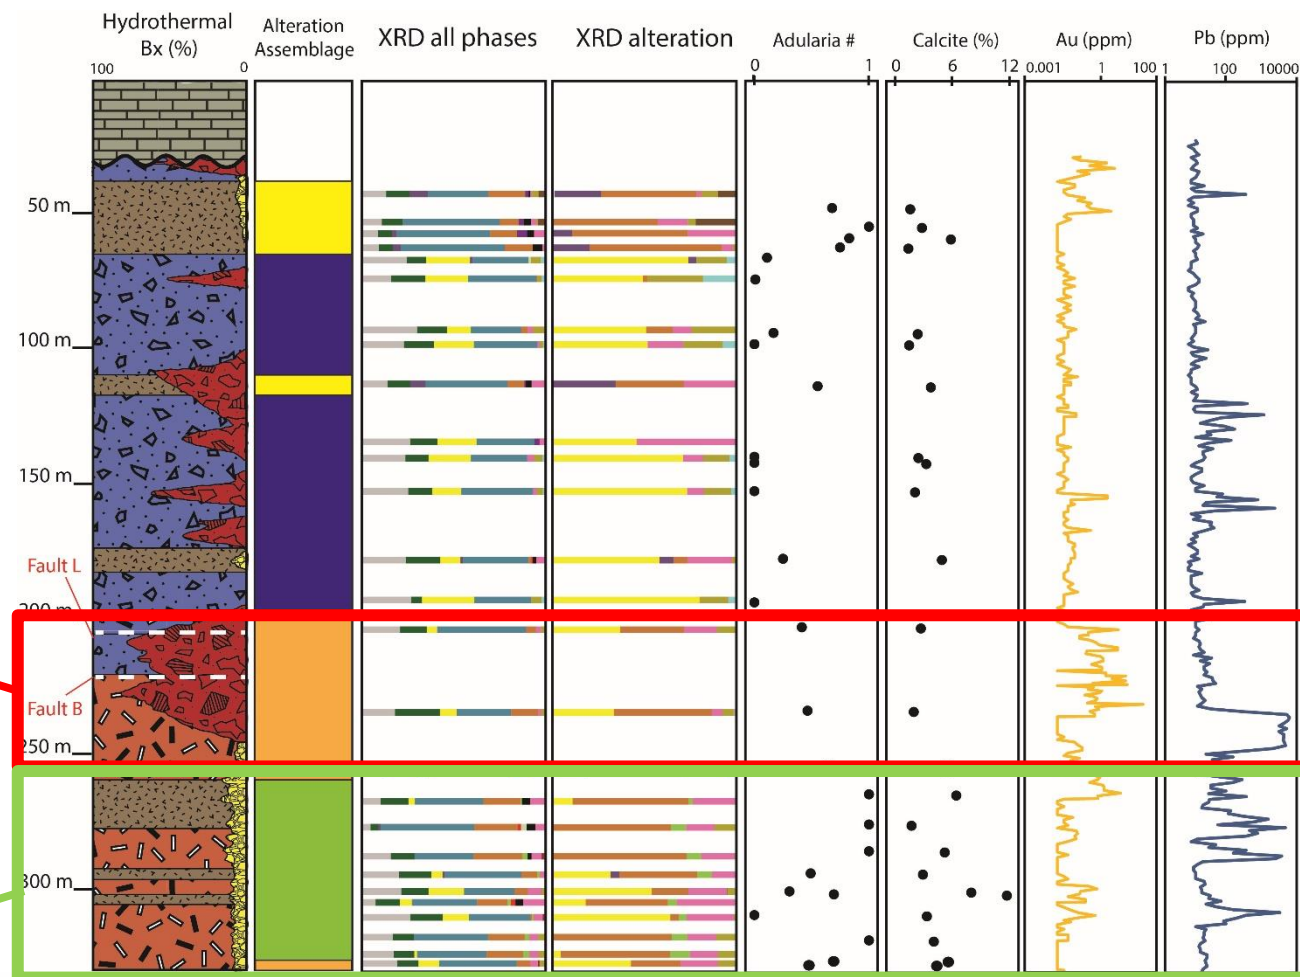 Hydrothermal
Bx (%)
Alteration
Assemblage
XRD all phases
XRD alteration
Adularia #
Calcite (%)
Au (ppm)
Pb (ppm)
100 0
0 1
0 6 12
0.001 1 100
1 100 10000
50 m
100 m
150 m
Fault L
200 m
Fault B
250 m
300 m